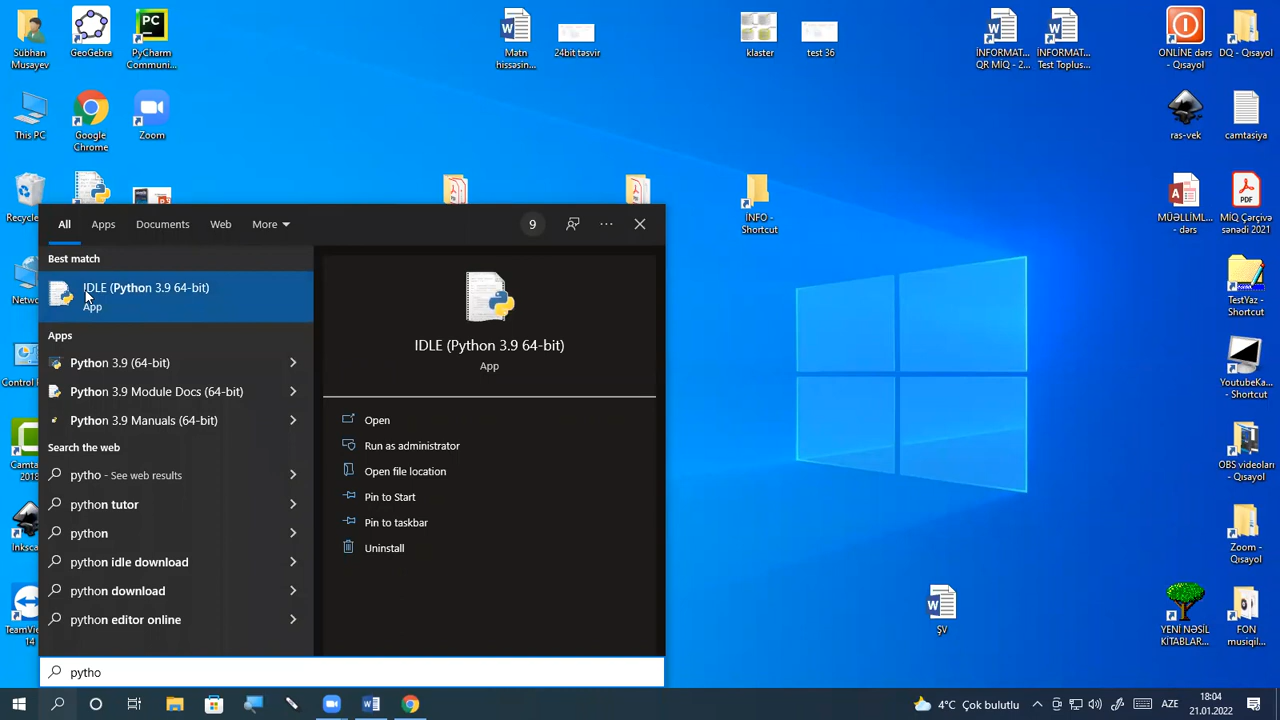 Subhan
Musayev
GeoGebra
PyCharm
Communi...
Mətn
hissəsin...
24bit təsvir
klaster
test 36
İNFORMAT...
QR MİQ - 2...
İNFORMAT...
Test Toplus...
ONLİNE dərs
- Qısayol
DQ - Qısayol
This PC
Google
Chrome
Zoom
ras-vek
camtasiya
INFO -
Shortcut
MÜƏLLİML...
- dərs
MİQ Çərçivə
sənədi 2021
TestYaz -
Shortcut
YoutubeKa...
- Shortcut
OBS videoları
- Qısayol
Zoom -
Qısayol
ŞV
YENİ NƏSİL
KİTABLAR...
FON
musiqil...
All
Apps
Documents
Web
More
9
Best match
IDLE (Python 3.9 64-bit)
App
Apps
Python 3.9 (64-bit)
Python 3.9 Module Docs (64-bit)
Python 3.9 Manuals (64-bit)
Search the web
pytho - See web results
python tutor
python
python idle download
python download
python editor online
IDLE (Python 3.9 64-bit)
App
Open
Run as administrator
Open file location
Pin to Start
Pin to taskbar
Uninstall
pytho
4°C Çok bulutlu
AZE
18:04
21.01.2022